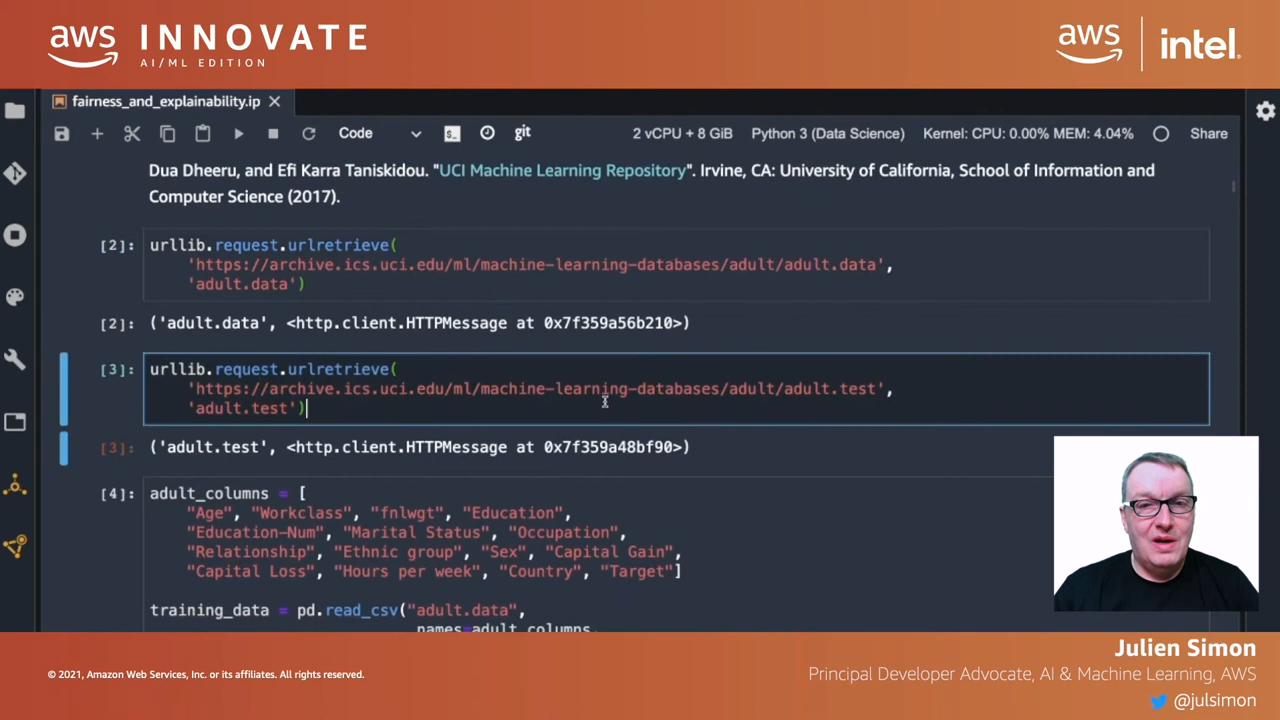 aws INNOVATE
AI/ML EDITION
aws intel.
fairness_and_explainability.ip
Code
git
2 vCPU + 8 GiB
Python 3 (Data Science)
Kernel: CPU: 0.00% MEM: 4.04%
Share
Dua Dheeru, and Efi Karra Taniskidou. "UCI Machine Learning Repository". Irvine, CA: University of California, School of Information and
Computer Science (2017).
[2]: urllib.request.urlretrieve(
'https://archive.ics.uci.edu/ml/machine-learning-databases/adult/adult.data',
'adult.data')
[2]: ('adult.data', <http.client.HTTPMessage at 0x7f359a56b210>)
[3]: urllib.request.urlretrieve(
'https://archive.ics.uci.edu/ml/machine-learning-databases/adult/adult.test',
'adult.test')
[3]: ('adult.test', <http.client.HTTPMessage at 0x7f359a48bf90>)
[4]: adult_columns = [
"Age", "Workclass", "fnlwgt", "Education",
"Education-Num", "Marital Status", "Occupation",
"Relationship", "Ethnic group", "Sex", "Capital Gain",
"Capital Loss", "Hours per week", "Country", "Target"]
training_data = pd.read_csv("adult.data",
names=adult_columns,
Julien Simon
Principal Developer Advocate, AI & Machine Learning, AWS
@julsimon
© 2021, Amazon Web Services, Inc. or its affiliates. All rights reserved.